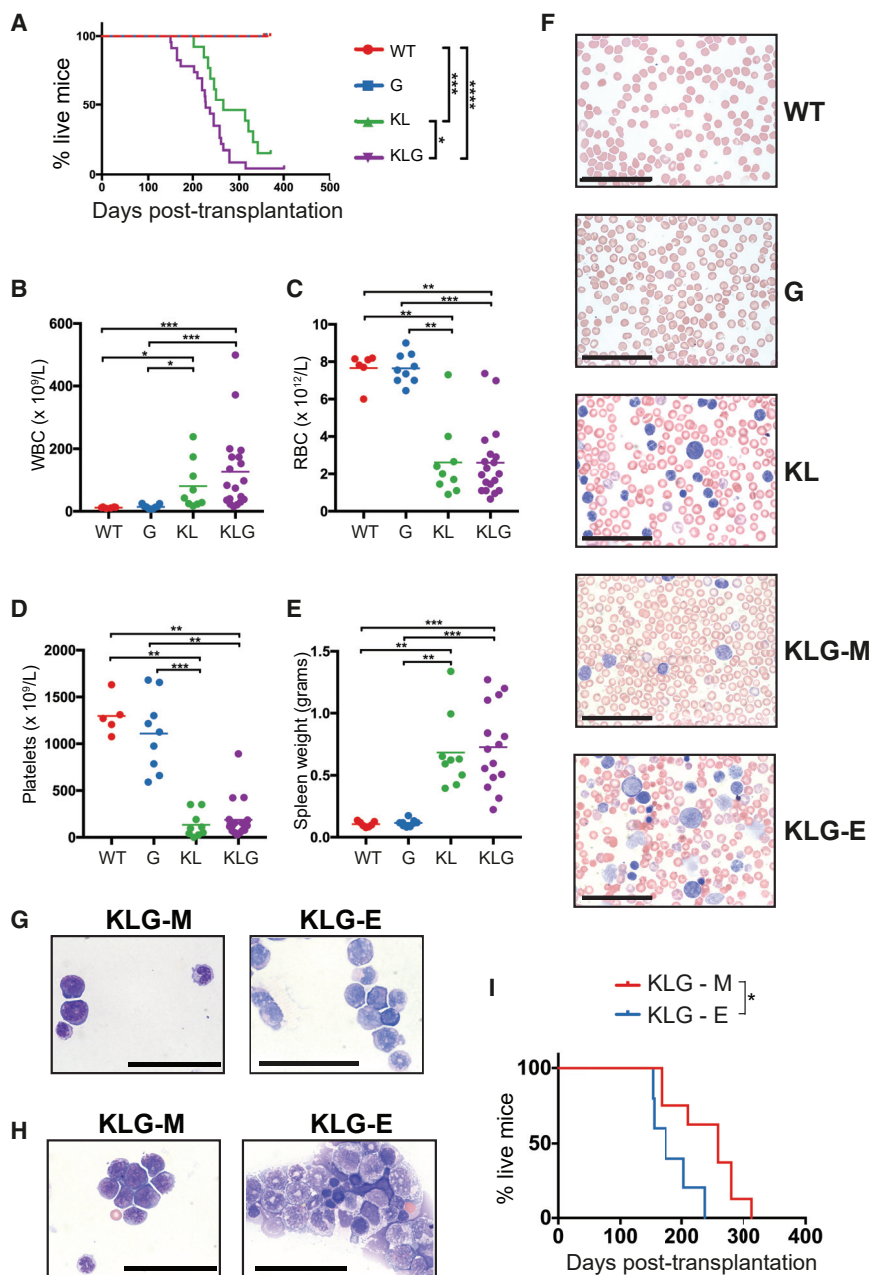 A
% live mice
100
50
0
0 100 200 300 400 500
Days post-transplantation
WT
G
KL
KLG
***
*
****
B
WBC (x 10⁹/L)
600
400
200
0
WT G KL KLG
***
***
*
*
C
RBC (x 10¹²/L)
10
8
6
4
2
0
WT G KL KLG
**
***
**
**
D
Platelets (x 10⁹/L)
2000
1500
1000
500
0
WT G KL KLG
**
**
**
***
E
Spleen weight (grams)
1.5
1.0
0.5
0.0
WT G KL KLG
***
***
**
**
F
WT
G
KL
KLG-M
KLG-E
G
KLG-M KLG-E
H
KLG-M KLG-E
I
KLG - M
KLG - E
*
% live mice
100
50
0
0 100 200 300 400
Days post-transplantation